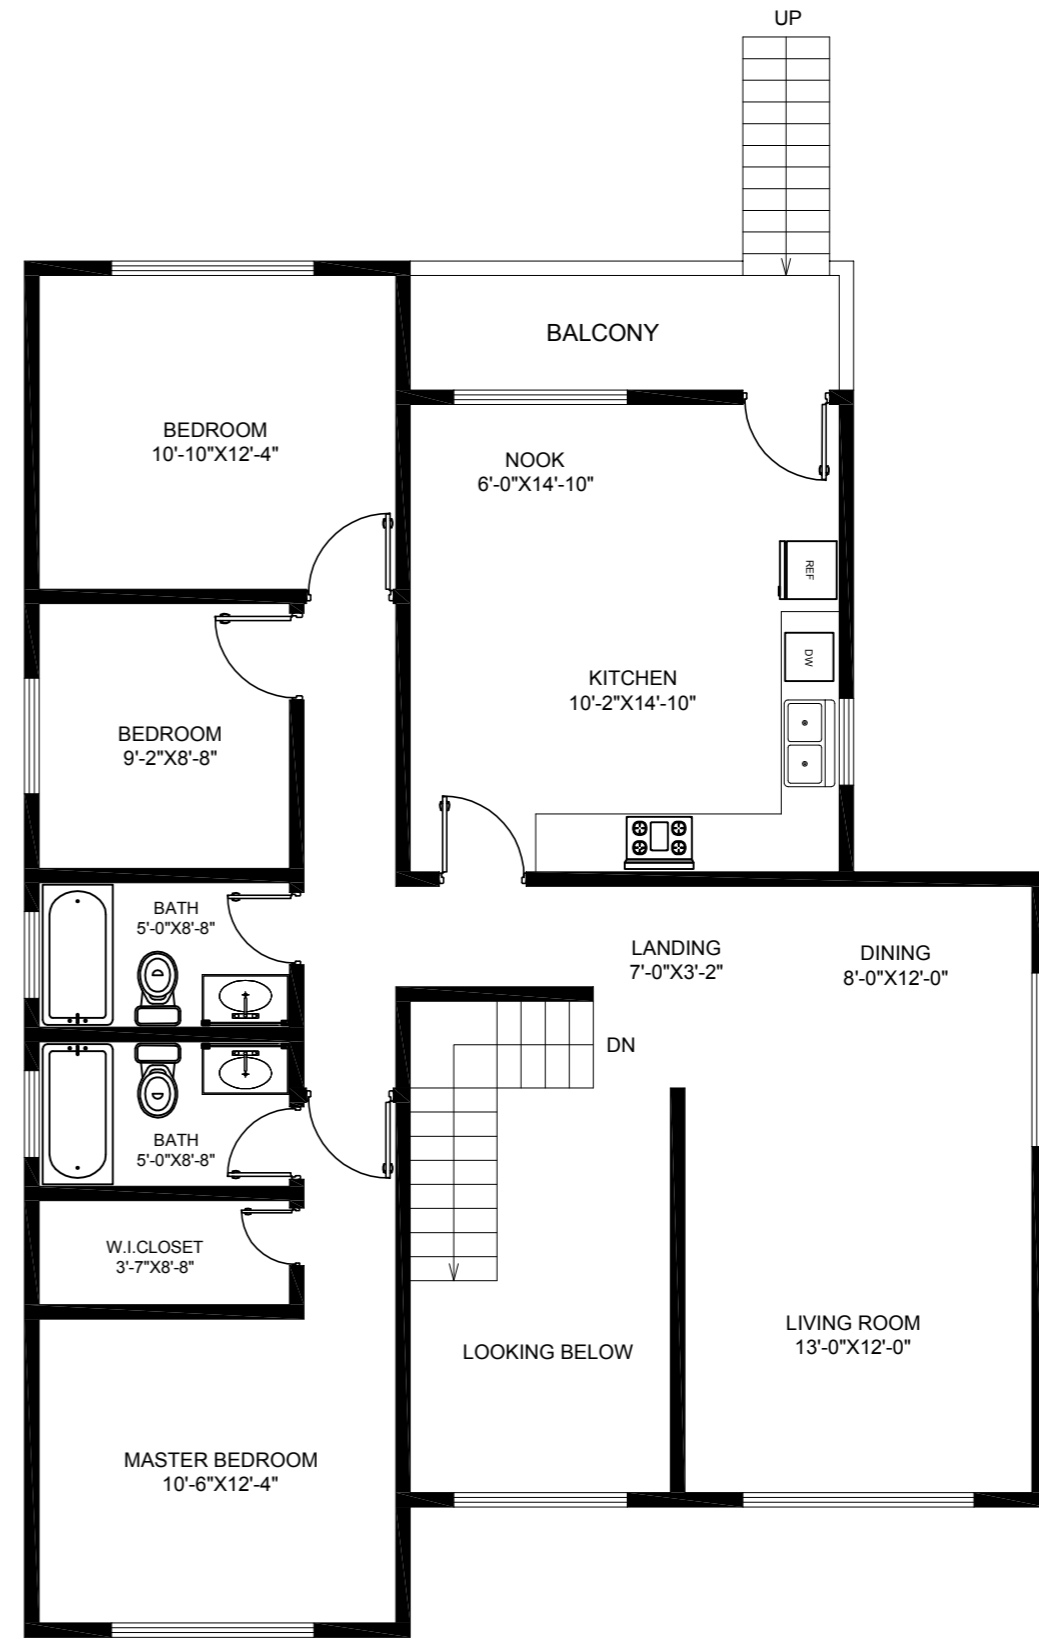 UP
BALCONY
BEDROOM
10'-10"X12'-4"
NOOK
6'-0"X14'-10"
REF
DW
KITCHEN
10'-2"X14'-10"
BEDROOM
9'-2"X8'-8"
BATH
5'-0"X8'-8"
LANDING
7'-0"X3'-2"
DINING
8'-0"X12'-0"
DN
BATH
5'-0"X8'-8"
W.I.CLOSET
3'-7"X8'-8"
LIVING ROOM
13'-0"X12'-0"
LOOKING BELOW
MASTER BEDROOM
10'-6"X12'-4"